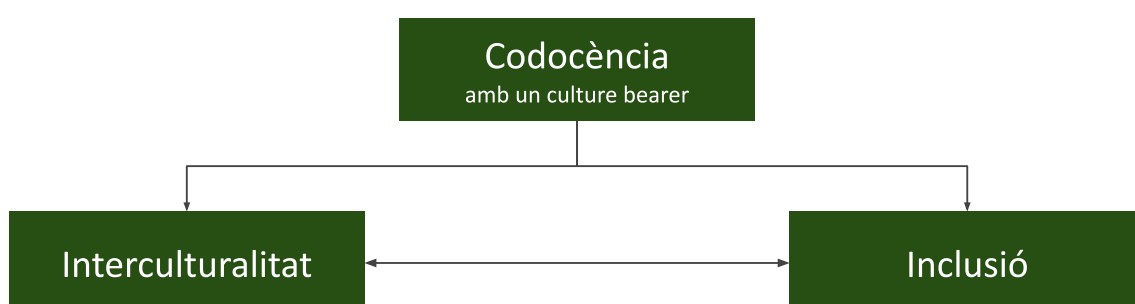 Codocència
amb un culture bearer
Interculturalitat
Inclusió